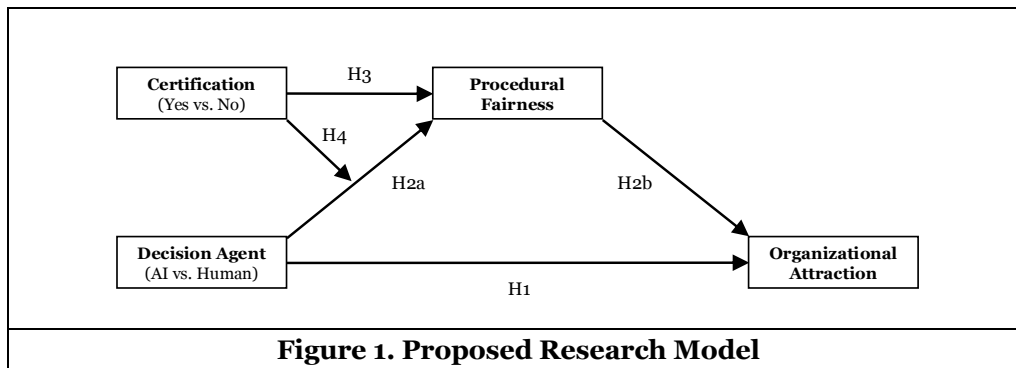 H3
Certification
(Yes vs. No)
Procedural
Fairness
H4
H2a
H2b
Decision Agent
(AI vs. Human)
Organizational
Attraction
H1
Figure 1. Proposed Research Model